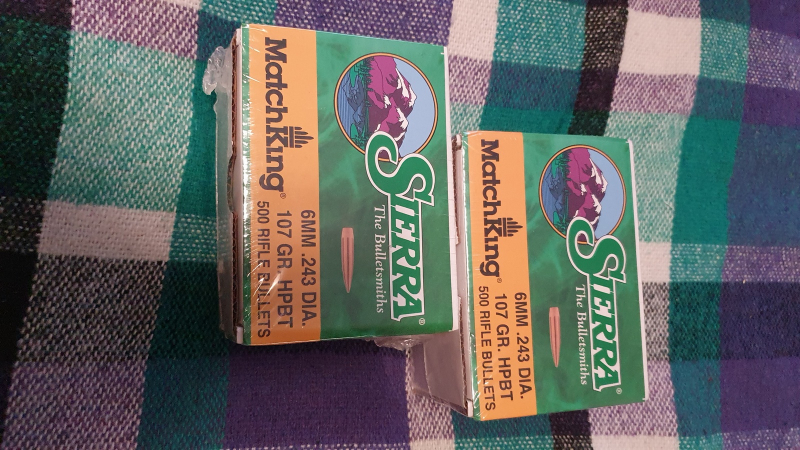 SIERRA®
The Bulletsmiths
MatchKing®
6MM .243 DIA.
107 GR. HPBT
500 RIFLE BULLETS
SIERRA®
The Bulletsmiths
MatchKing®
6MM .243 DIA.
107 GR. HPBT
500 RIFLE BULLETS